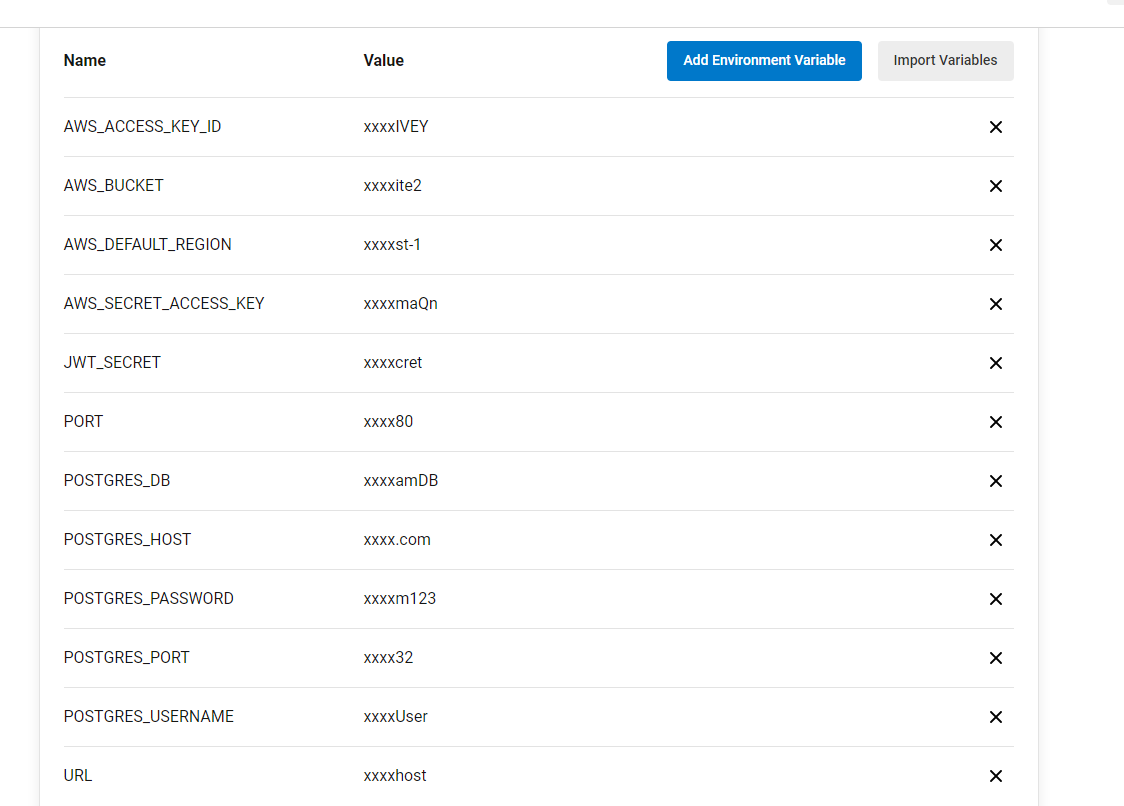 Name Value Add Environment Variable Import Variables
AWS_ACCESS_KEY_ID xxxxIVEY
AWS_BUCKET xxxxite2
AWS_DEFAULT_REGION xxxxst-1
AWS_SECRET_ACCESS_KEY xxxxmaQn
JWT_SECRET xxxxcret
PORT xxxx80
POSTGRES_DB xxxxamDB
POSTGRES_HOST xxxx.com
POSTGRES_PASSWORD xxxxm123
POSTGRES_PORT xxxx32
POSTGRES_USERNAME xxxxUser
URL xxxxhost